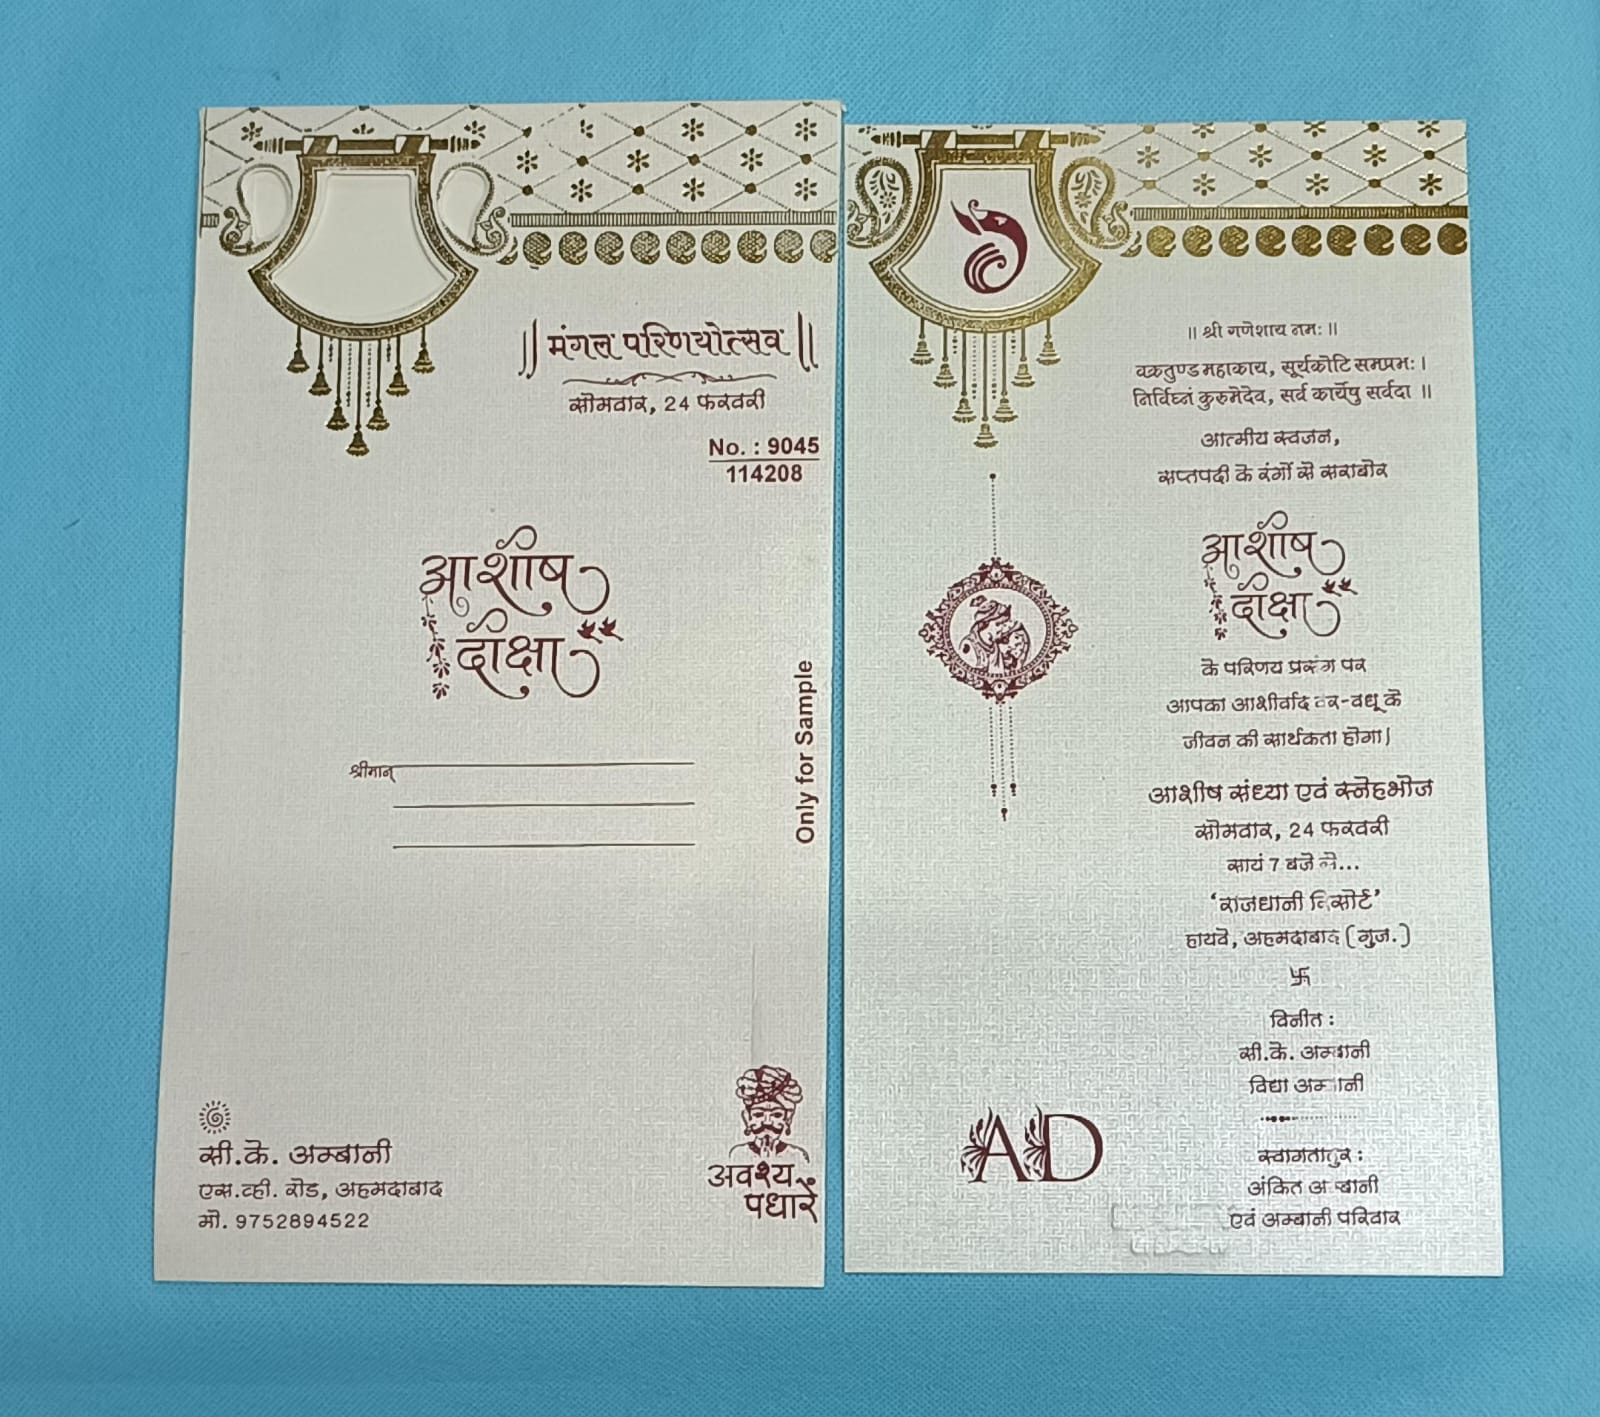 || मंगल परिणयोत्सव ||
सोमवार, 24 फरवरी
No. : 9045
114208
आशीष
दीक्षा
श्रीमान्
Only for Sample
सी.के. अम्बानी
एस.व्ही. रोड, अहमदाबाद
मो. 9752894522
अवश्य
पधारें
|| श्री गणेशाय नमः ||
वक्रतुण्ड महाकाय, सूर्यकोटि समप्रभः।
निर्विघ्नं कुरुमेदेव, सर्व कार्येषु सर्वदा ॥
आत्मीय स्वजन,
सप्तपदी के रंगों से सराबोर
आशीष
दीक्षा
के परिणय प्रसंग पर
आपका आशीर्वाद वर-वधू के
जीवन की सार्थकता होगा।
आशीष संध्या एवं स्नेहभोज
सोमवार, 24 फरवरी
सायं 7 बजे से...
'राजधानी रिसोर्ट'
हायवे, अहमदाबाद (गुज.)
卐
विनीत :
सी.के. अम्बानी
विद्या अम्बानी
स्वागतातुर :
अंकित अम्बानी
एवं अम्बानी परिवार
AD